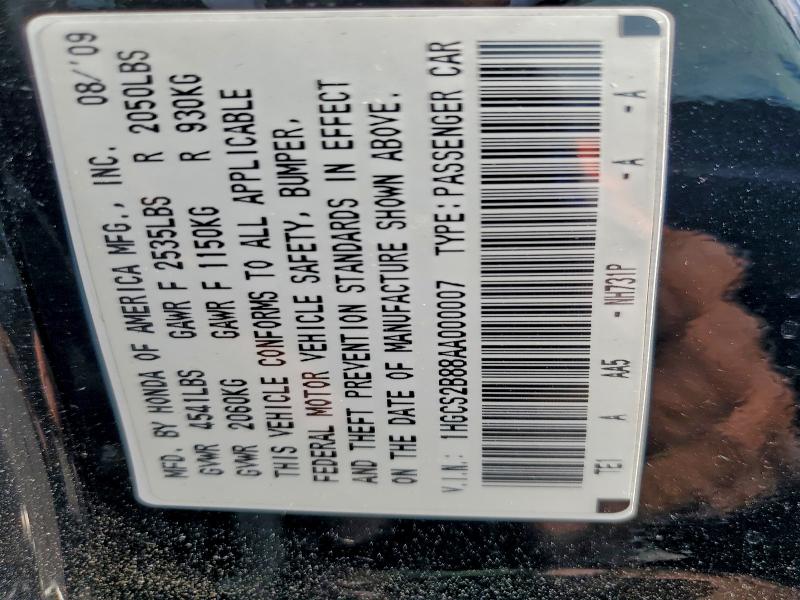 MFD. BY HONDA OF AMERICA MFG., INC. 08/'09
GVWR 4541LBS GAWR F 2535LBS R 2050LBS
GVWR 2060KG GAWR F 1150KG R 930KG
THIS VEHICLE CONFORMS TO ALL APPLICABLE
FEDERAL MOTOR VEHICLE SAFETY, BUMPER,
AND THEFT PREVENTION STANDARDS IN EFFECT
ON THE DATE OF MANUFACTURE SHOWN ABOVE.
V.I.N.: 1HGCS2B88AA000007 TYPE: PASSENGER CAR
TE1 A AA5 - NH731P - A - A